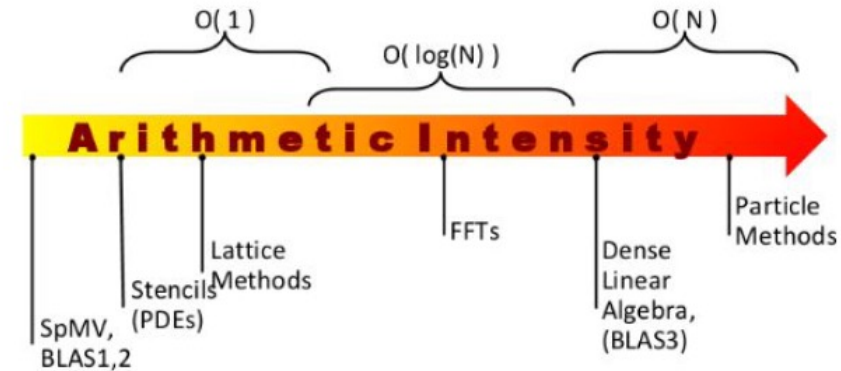 O( 1 )
O( log(N) )
O( N )
Arithmetic Intensity
SpMV,
BLAS1,2
Stencils
(PDEs)
Lattice
Methods
FFTs
Dense
Linear
Algebra,
(BLAS3)
Particle
Methods